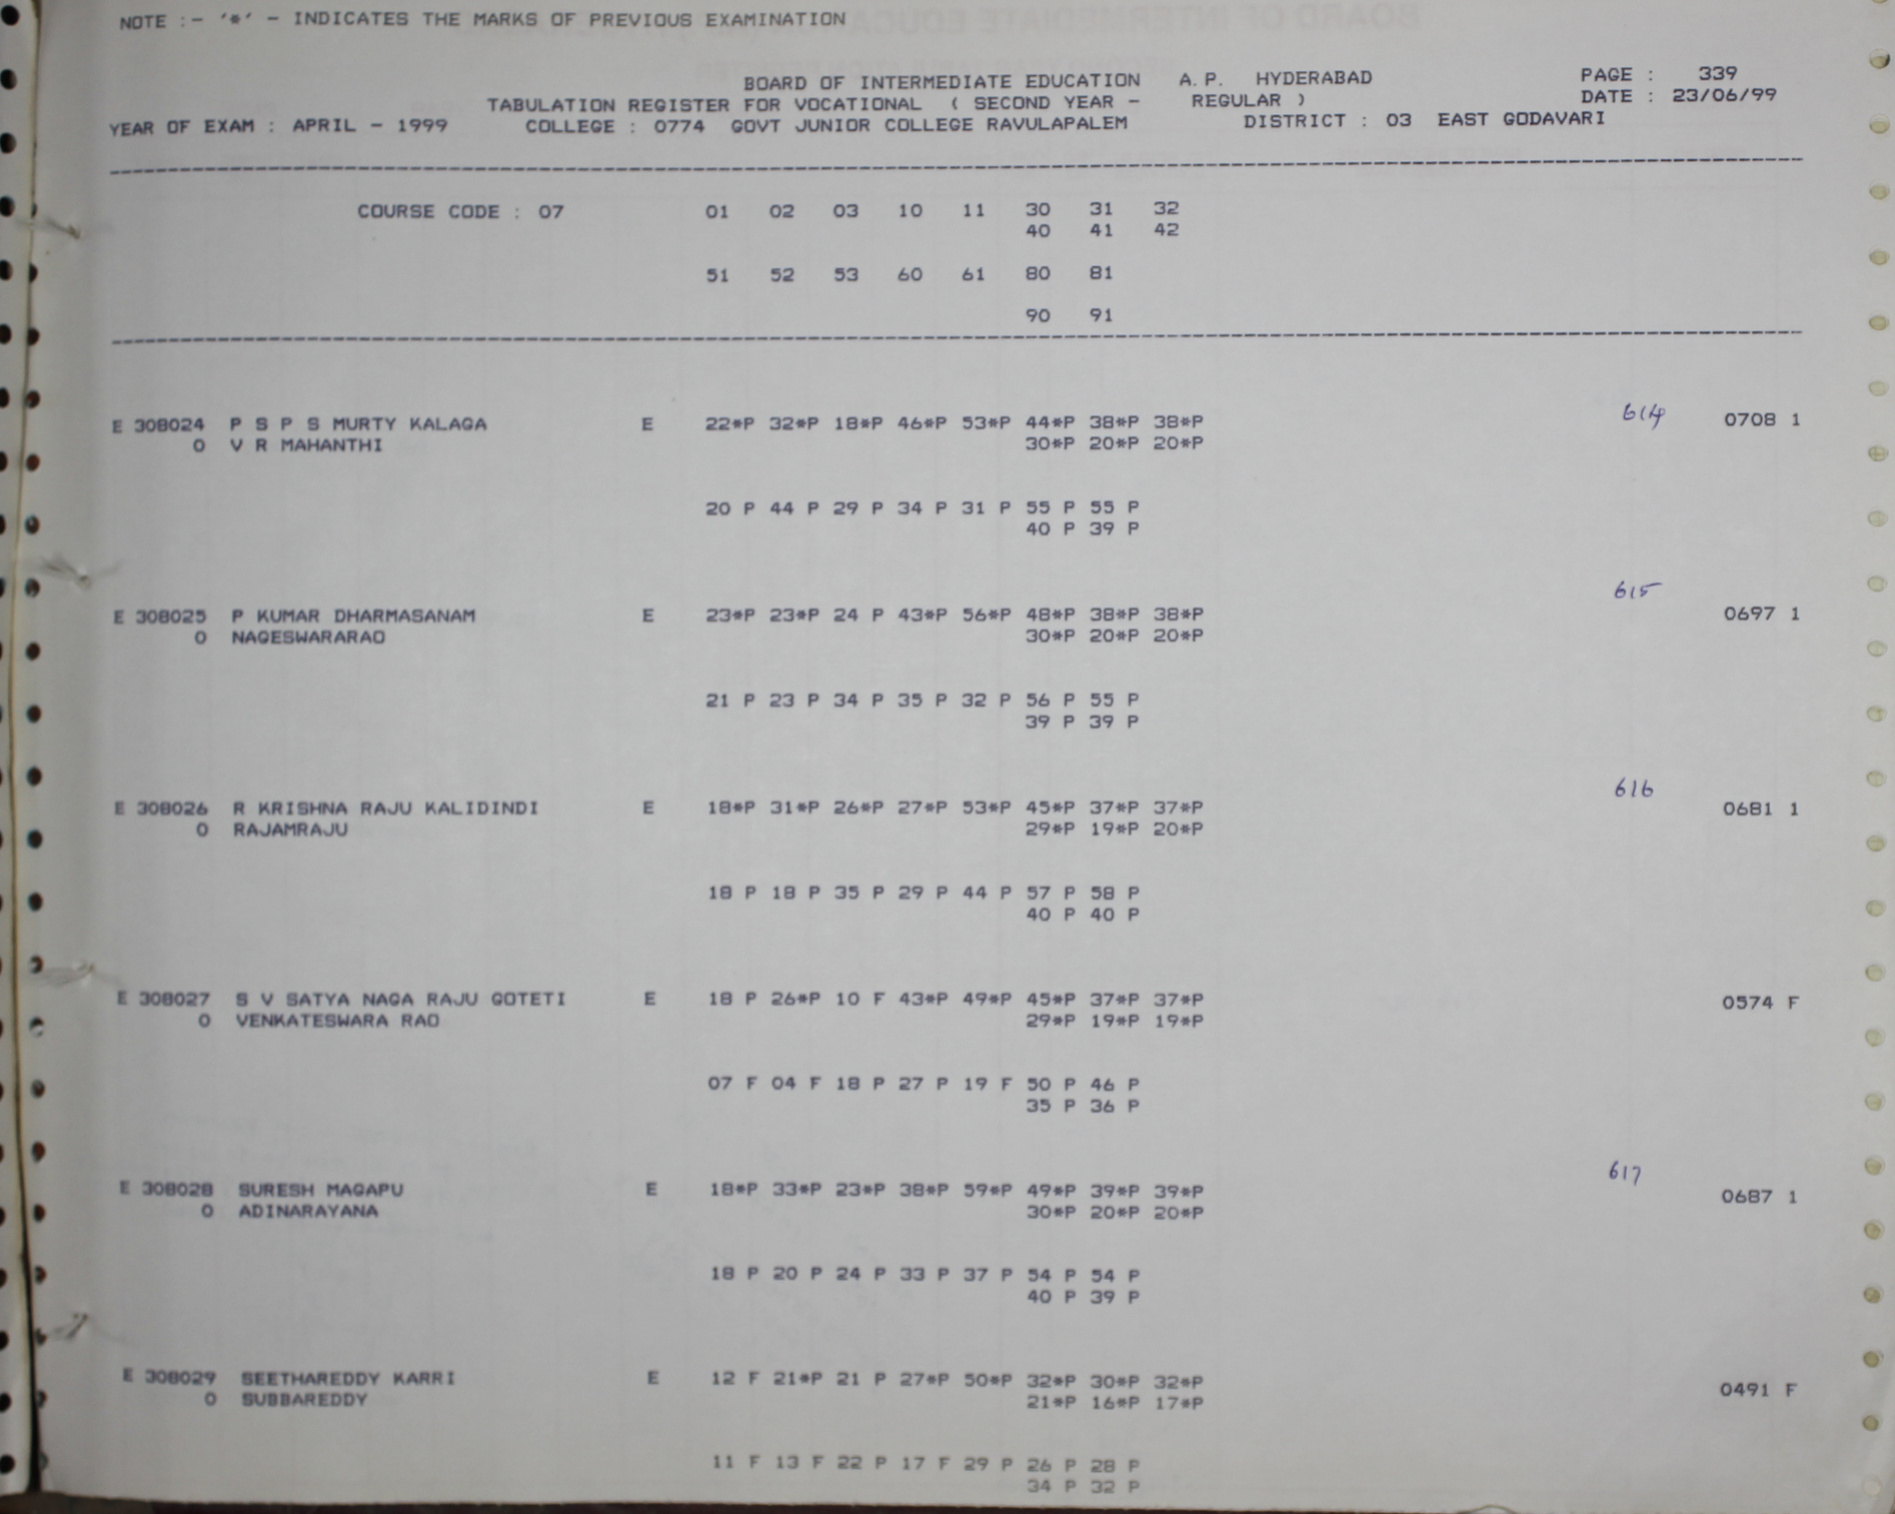 NOTE :- '*' - INDICATES THE MARKS OF PREVIOUS EXAMINATION
BOARD OF INTERMEDIATE EDUCATION A.P. HYDERABAD PAGE : 339
TABULATION REGISTER FOR VOCATIONAL ( SECOND YEAR - REGULAR ) DATE : 23/06/99
YEAR OF EXAM : APRIL - 1999 COLLEGE : 0774 GOVT JUNIOR COLLEGE RAVULAPALEM DISTRICT : 03 EAST GODAVARI
COURSE CODE : 07 01 02 03 10 11 30 31 32
40 41 42
51 52 53 60 61 80 81
90 91
E 308024 P S P S MURTY KALAGA E 22*P 32*P 18*P 46*P 53*P 44*P 38*P 38*P 614 0708 1
0 V R MAHANTHI 30*P 20*P 20*P
20 P 44 P 29 P 34 P 31 P 55 P 55 P
40 P 39 P
615
E 308025 P KUMAR DHARMASANAM E 23*P 23*P 24 P 43*P 56*P 48*P 38*P 38*P 0697 1
0 NAGESWARARAO 30*P 20*P 20*P
21 P 23 P 34 P 35 P 32 P 56 P 55 P
39 P 39 P
616
E 308026 R KRISHNA RAJU KALIDINDI E 18*P 31*P 26*P 27*P 53*P 45*P 37*P 37*P 0681 1
0 RAJAMRAJU 29*P 19*P 20*P
18 P 18 P 35 P 29 P 44 P 57 P 58 P
40 P 40 P
E 308027 S V SATYA NAGA RAJU GOTETI E 18 P 26*P 10 F 43*P 49*P 45*P 37*P 37*P 0574 F
0 VENKATESWARA RAO 29*P 19*P 19*P
07 F 04 F 18 P 27 P 19 F 50 P 46 P
35 P 36 P
617
E 308028 SURESH MAGAPU E 18*P 33*P 23*P 38*P 59*P 49*P 39*P 39*P 0687 1
0 ADINARAYANA 30*P 20*P 20*P
18 P 20 P 24 P 33 P 37 P 54 P 54 P
40 P 39 P
E 308029 SEETHAREDDY KARRI E 12 F 21*P 21 P 27*P 50*P 32*P 30*P 32*P 0491 F
0 SUBBAREDDY 21*P 16*P 17*P
11 F 13 F 22 P 17 F 29 P 26 P 28 P
34 P 32 P